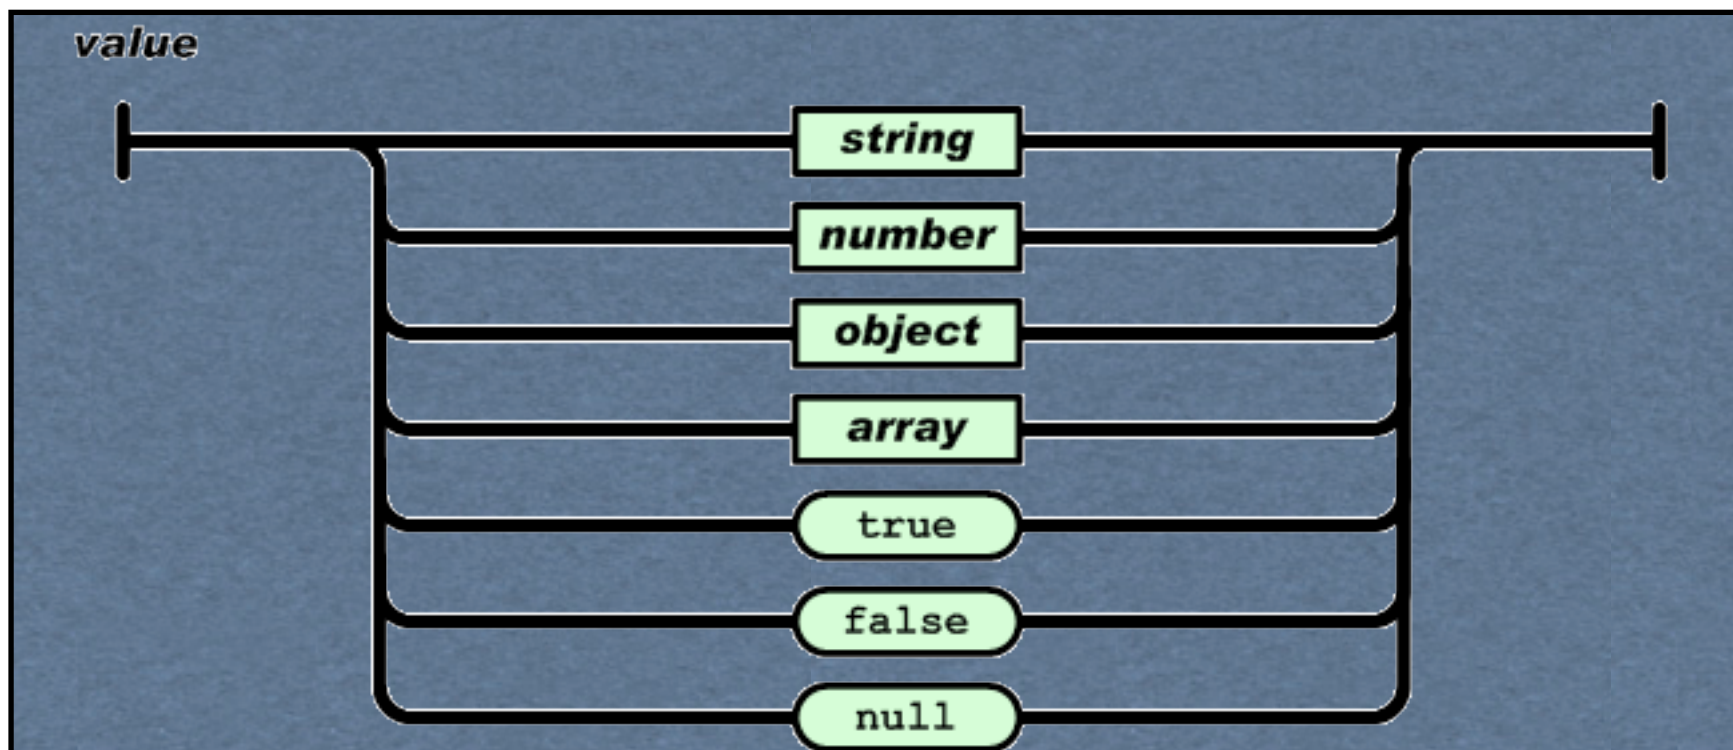 value
string
number
object
array
true
false
null